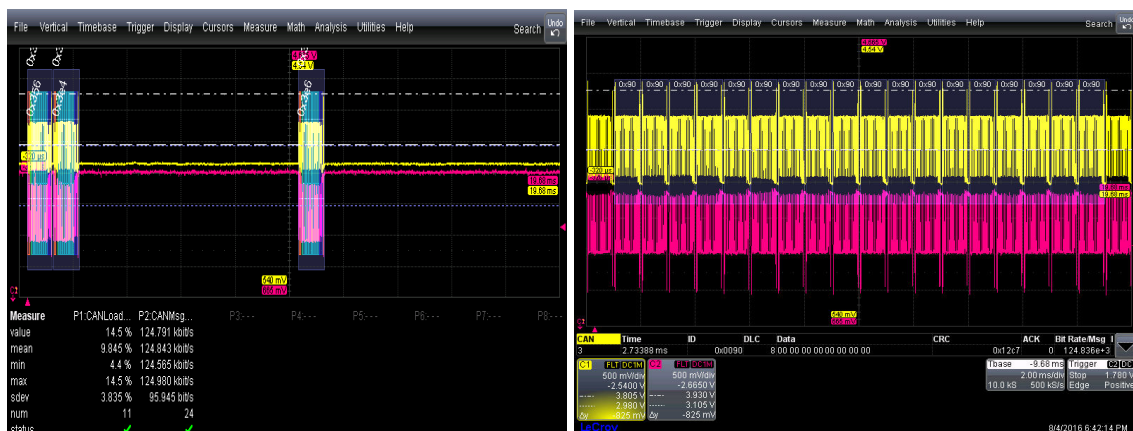 File Vertical Timebase Trigger Display Cursors Measure Math Analysis Utilities Help Search Undo
4.84 V
0x3e4
640 mV
19.68 ms
Measure P1:CANLoad... P2:CANMsg... P3:--- P4:--- P5:--- P6:--- P7:--- P8:---
value 14.5 % 124.791 kbit/s
mean 9.845 % 124.843 kbit/s
min 4.4 % 124.565 kbit/s
max 14.5 % 124.980 kbit/s
sdev 3.835 % 95.945 kbit/s
num 11 24
status
File Vertical Timebase Trigger Display Cursors Measure Math Analysis Utilities Help Search Undo
0x90 0x90 0x90 0x90 0x90 0x90 0x90 0x90 0x90 0x90 0x90 0x90 0x90 0x90 0x90 0x90 0x90 0x90
19.68 ms
640 mV
CAN Time ID DLC Data CRC ACK Bit Rate/Msg I
3 2.73388 ms 0x0090 8 00 00 00 00 00 00 00 00 0x12c7 0 124.836e+3
C1 FLT DC1M C2 FLT DC1M Tbase -9.68 ms Trigger C2 DC
500 mV/div 500 mV/div 2.00 ms/div Stop 1.780 V
-2.5400 V -2.6650 V 10.0 kS 500 kS/s Edge Positive
3.805 V 3.930 V
2.980 V 3.105 V
Δy -825 mV Δy -825 mV
LeCroy 8/4/2016 6:42:14 PM